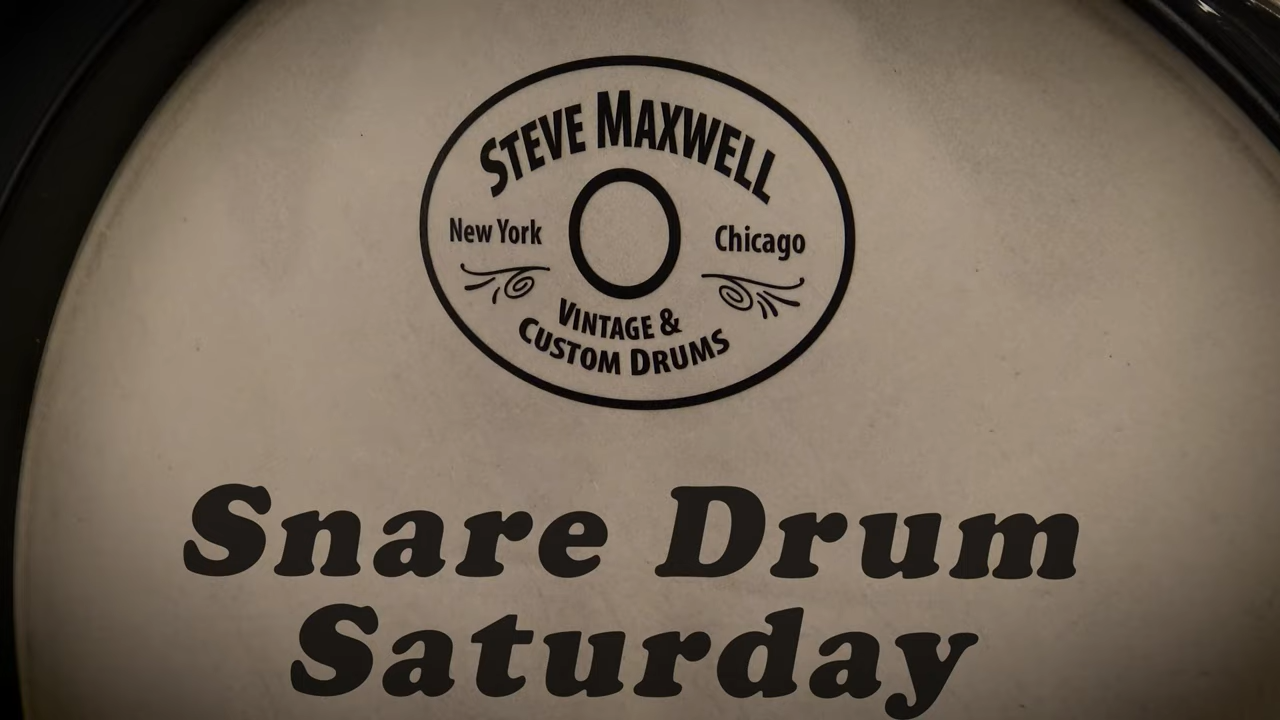 STEVE MAXWELL
New York
Chicago
VINTAGE &
CUSTOM DRUMS
Snare Drum
Saturday